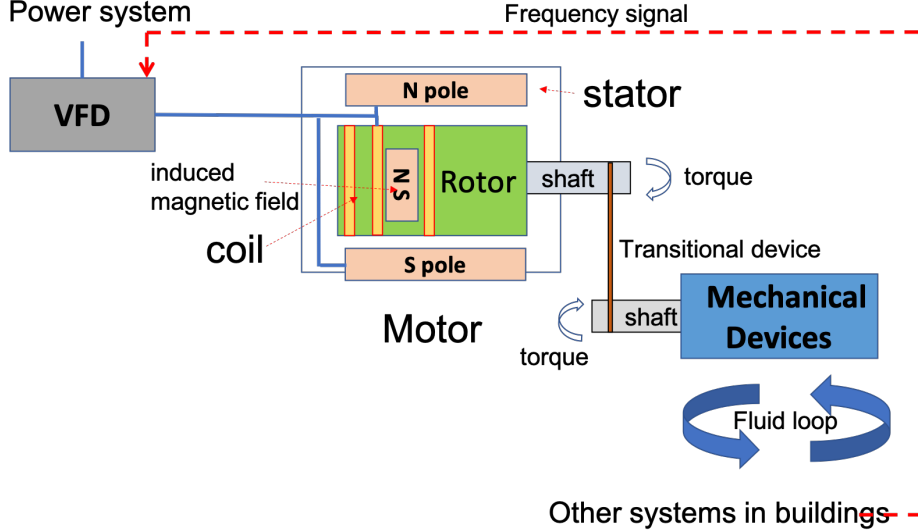 Power system
Frequency signal
VFD
N pole
stator
induced
magnetic field
N
S
Rotor
shaft
torque
coil
S pole
Transitional device
Motor
shaft
torque
Mechanical
Devices
Fluid loop
Other systems in buildings